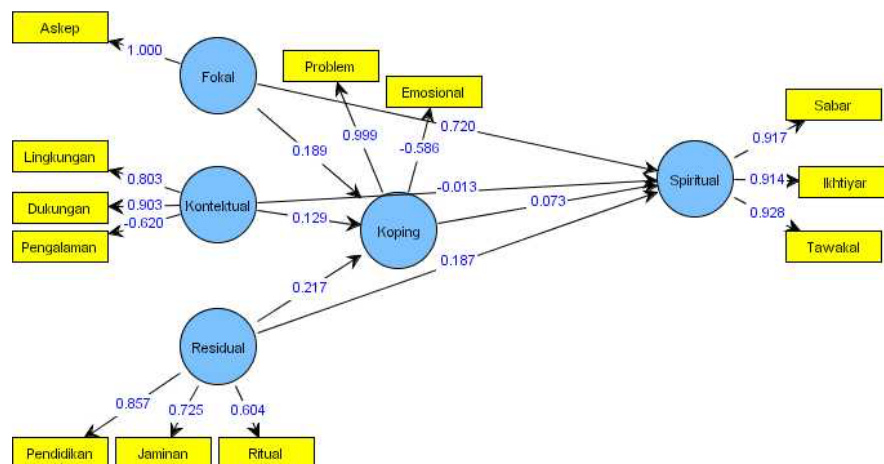 Askep
1.000
Fokal
Problem
Emosional
0.720
0.999
-0.586
0.189
Sabar
0.917
Lingkungan
0.803
Kontektual
Dukungan
0.903
Pengalaman
-0.620
-0.013
0.129
Koping
0.073
Spiritual
0.914
Ikhtiyar
0.928
Tawakal
0.187
0.217
Residual
0.857
0.725
0.604
Pendidikan
Jaminan
Ritual